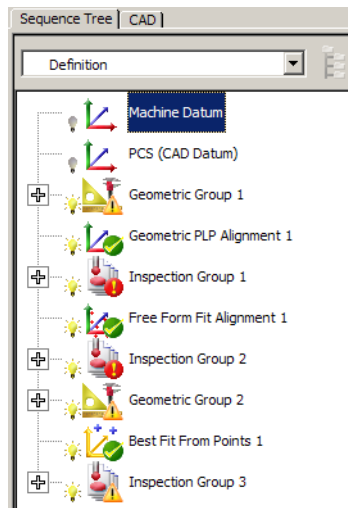 Sequence Tree CAD
Definition
Machine Datum
PCS (CAD Datum)
Geometric Group 1
Geometric PLP Alignment 1
Inspection Group 1
Free Form Fit Alignment 1
Inspection Group 2
Geometric Group 2
Best Fit From Points 1
Inspection Group 3